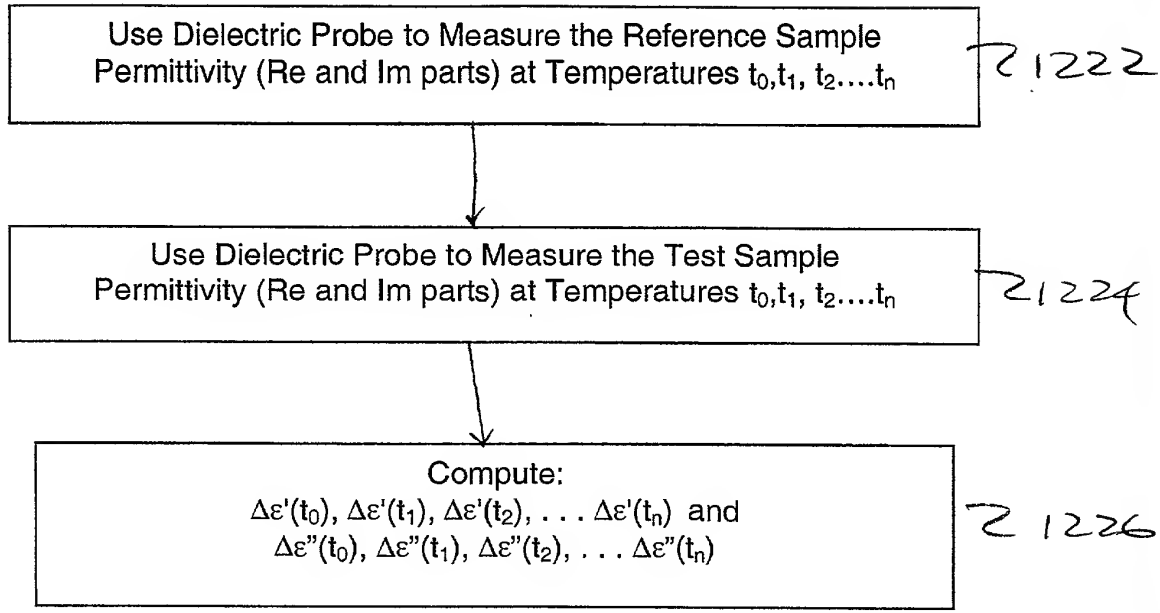 Use Dielectric Probe to Measure the Reference Sample
Permittivity (Re and Im parts) at Temperatures t₀,t₁, t₂....tₙ
1222
Use Dielectric Probe to Measure the Test Sample
Permittivity (Re and Im parts) at Temperatures t₀,t₁, t₂....tₙ
1224
Compute:
Δε'(t₀), Δε'(t₁), Δε'(t₂), . . . Δε'(tₙ) and
Δε"(t₀), Δε"(t₁), Δε"(t₂), . . . Δε"(tₙ)
1226